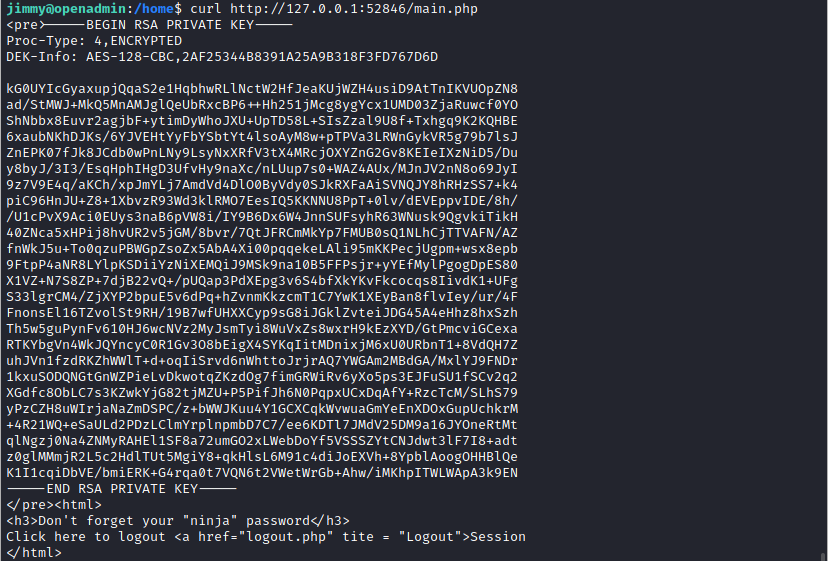 jimmy@openadmin:/home$ curl http://127.0.0.1:52846/main.php
<pre>-----BEGIN RSA PRIVATE KEY-----
Proc-Type: 4,ENCRYPTED
DEK-Info: AES-128-CBC,2AF25344B8391A25A9B318F3FD767D6D

kG0UYIcGyaxupjQqaS2e1HqbhwRLlNctW2HfJeaKUjWZH4usiD9AtTnIKVUOpZN8
ad/StMWJ+MkQ5MnAMJglQeUbRxcBP6++Hh251jMcg8ygYcx1UMD03ZjaRuwcf0YO
ShNbbx8Euvr2agjbF+ytimDyWhoJXU+UpTD58L+SIsZzal9U8f+Txhgq9K2KQHBE
6xaubNKhDJKs/6YJVEHtYyFbYSbtYt4lsoAyM8w+pTPVa3LRWnGykVR5g79b7lsJ
ZnEPK07fJk8JCdb0wPnLNy9LsyNxXRfV3tX4MRcjOXYZnG2Gv8KEIeIXzNiD5/Du
y8byJ/3I3/EsqHphIHgD3UfvHy9naXc/nLUup7s0+WAZ4AUx/MJnJV2nN8o69JyI
9z7V9E4q/aKCh/xpJmYLj7AmdVd4DlO0ByVdy0SJkRXFaAiSVNQJY8hRHzSS7+k4
piC96HnJU+Z8+1XbvzR93Wd3klRMO7EesIQ5KKNNU8PpT+0lv/dEVEppvIDE/8h/
/U1cPvX9Aci0EUys3naB6pVW8i/IY9B6Dx6W4JnnSUFsyhR63WNusk9QgvkiTikH
40ZNca5xHPij8hvUR2v5jGM/8bvr/7QtJFRCmMkYp7FMUB0sQ1NLhCjTTVAFN/AZ
fnWkJ5u+To0qzuPBWGpZsoZx5AbA4Xi00pqqekeLAli95mKKPecjUgpm+wsx8epb
9FtpP4aNR8LYlpKSDiiYzNiXEMQiJ9MSk9na10B5FFPsjr+yYEfMylPgogDpES80
X1VZ+N7S8ZP+7djB22vQ+/pUQap3PdXEpg3v6S4bfXkYKvFkcocqs8IivdK1+UFg
S33lgrCM4/ZjXYP2bpuE5v6dPq+hZvnmKkzcmT1C7YwK1XEyBan8flvIey/ur/4F
FnonsEl16TZvolSt9RH/19B7wfUHXXCyp9sG8iJGklZvteiJDG45A4eHhz8hxSzh
Th5w5guPynFv610HJ6wcNVz2MyJsmTyi8WuVxZs8wxrH9kEzXYD/GtPmcviGCexa
RTKYbgVn4WkJQYncyC0R1Gv3O8bEigX4SYKqIitMDnixjM6xU0URbnT1+8VdQH7Z
uhJVn1fzdRKZhWWlT+d+oqIiSrvd6nWhttoJrjrAQ7YWGAm2MBdGA/MxlYJ9FNDr
1kxuSODQNGtGnWZPieLvDkwotqZKzdOg7fimGRWiRv6yXo5ps3EJFuSU1fSCv2q2
XGdfc8ObLC7s3KZwkYjG82tjMZU+P5PifJh6N0PqpxUCxDqAfY+RzcTcM/SLhS79
yPzCZH8uWIrjaNaZmDSPC/z+bWWJKuu4Y1GCXCqkWvwuaGmYeEnXDOxGupUchkrM
+4R21WQ+eSaULd2PDzLClmYrplnpmbD7C7/ee6KDTl7JMdV25DM9a16JYOneRtMt
qlNgzj0Na4ZNMyRAHEl1SF8a72umGO2xLWebDoYf5VSSSZYtCNJdwt3lF7I8+adt
z0glMMmjR2L5c2HdlTUt5MgiY8+qkHlsL6M91c4diJoEXVh+8YpblAoogOHHBlQe
K1I1cqiDbVE/bmiERK+G4rqa0t7VQN6t2VWetWrGb+Ahw/iMKhpITWLWApA3k9EN
-----END RSA PRIVATE KEY-----
</pre><html>
<h3>Don't forget your "ninja" password</h3>
Click here to logout <a href="logout.php" tite = "Logout">Session
</html>